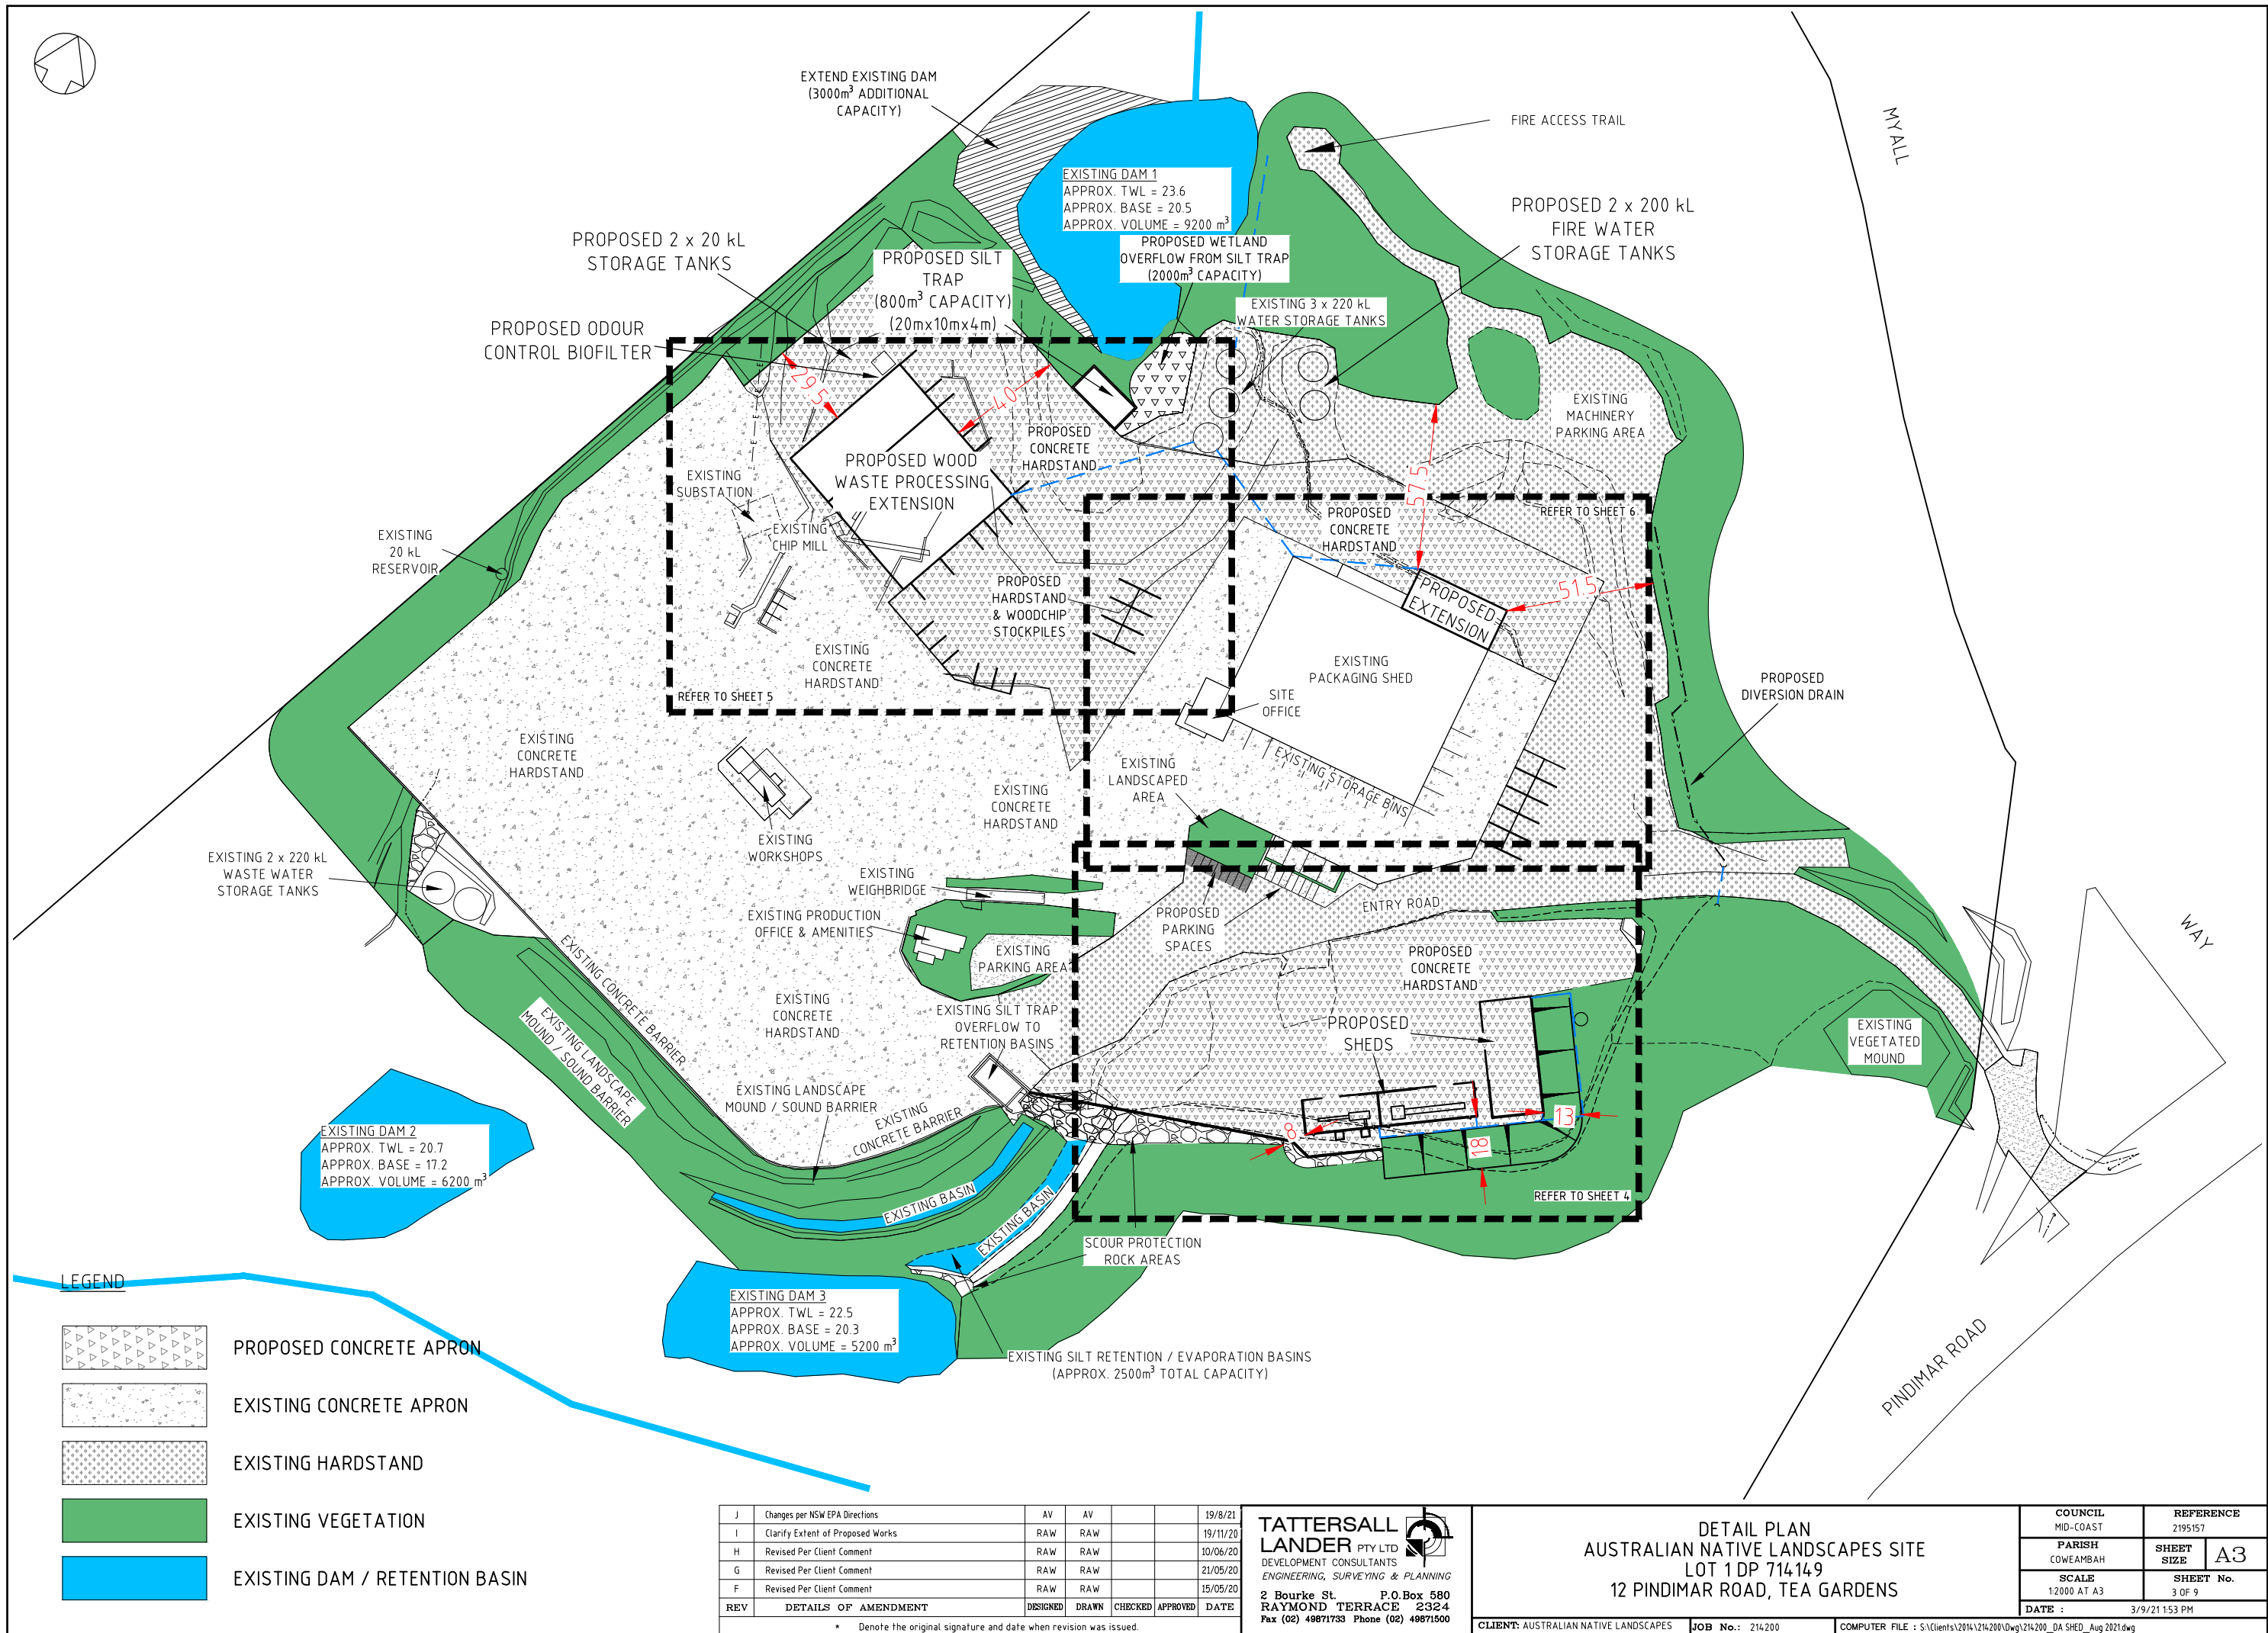 EXTEND EXISTING DAM
(3000m³ ADDITIONAL
CAPACITY)
FIRE ACCESS TRAIL
MYALL
EXISTING DAM 1
APPROX. TWL = 23.6
APPROX. BASE = 20.5
APPROX. VOLUME = 9200 m³
PROPOSED 2 x 200 kL
FIRE WATER
STORAGE TANKS
PROPOSED 2 x 20 kL
STORAGE TANKS
PROPOSED SILT
TRAP
(800m³ CAPACITY)
(20mx10mx4m)
PROPOSED WETLAND
OVERFLOW FROM SILT TRAP
(2000m³ CAPACITY)
EXISTING 3 x 220 kL
WATER STORAGE TANKS
PROPOSED ODOUR
CONTROL BIOFILTER
29.5
40
EXISTING
MACHINERY
PARKING AREA
PROPOSED
CONCRETE
HARDSTAND
PROPOSED WOOD
WASTE PROCESSING
EXTENSION
EXISTING
SUBSTATION
57.5
REFER TO SHEET 6
PROPOSED
CONCRETE
HARDSTAND
EXISTING
CHIP MILL
EXISTING
20 kL
RESERVOIR
PROPOSED
HARDSTAND
& WOODCHIP
STOCKPILES
PROPOSED
EXTENSION
51.5
EXISTING
CONCRETE
HARDSTAND
EXISTING
PACKAGING SHED
REFER TO SHEET 5
SITE
OFFICE
PROPOSED
DIVERSION DRAIN
EXISTING
CONCRETE
HARDSTAND
EXISTING
LANDSCAPED
AREA
EXISTING STORAGE BINS
EXISTING
CONCRETE
HARDSTAND
EXISTING
WORKSHOPS
EXISTING 2 x 220 kL
WASTE WATER
STORAGE TANKS
EXISTING
WEIGHBRIDGE
EXISTING PRODUCTION
OFFICE & AMENITIES
EXISTING
PARKING AREA
PROPOSED
PARKING
SPACES
ENTRY ROAD
WAY
EXISTING CONCRETE BARRIER
PROPOSED
CONCRETE
HARDSTAND
EXISTING
CONCRETE
HARDSTAND
EXISTING SILT TRAP
OVERFLOW TO
RETENTION BASINS
PROPOSED
SHEDS
EXISTING
VEGETATED
MOUND
EXISTING LANDSCAPE
MOUND / SOUND BARRIER
EXISTING LANDSCAPE
MOUND / SOUND BARRIER
EXISTING
CONCRETE BARRIER
8
18
13
EXISTING DAM 2
APPROX. TWL = 20.7
APPROX. BASE = 17.2
APPROX. VOLUME = 6200 m³
EXISTING BASIN
EXISTING BASIN
REFER TO SHEET 4
SCOUR PROTECTION
ROCK AREAS
EXISTING DAM 3
APPROX. TWL = 22.5
APPROX. BASE = 20.3
APPROX. VOLUME = 5200 m³
EXISTING SILT RETENTION / EVAPORATION BASINS
(APPROX. 2500m³ TOTAL CAPACITY)
PINDIMAR ROAD
LEGEND
PROPOSED CONCRETE APRON
EXISTING CONCRETE APRON
EXISTING HARDSTAND
EXISTING VEGETATION
EXISTING DAM / RETENTION BASIN
J Changes per NSW EPA Directions AV AV 19/8/21
I Clarify Extent of Proposed Works RAW RAW 19/11/20
H Revised Per Client Comment RAW RAW 10/06/20
G Revised Per Client Comment RAW RAW 21/05/20
F Revised Per Client Comment RAW RAW 15/05/20
REV DETAILS OF AMENDMENT DESIGNED DRAWN CHECKED APPROVED DATE
* Denote the original signature and date when revision was issued.
TATTERSALL
LANDER PTY LTD
DEVELOPMENT CONSULTANTS
ENGINEERING, SURVEYING & PLANNING
2 Bourke St. P.O.Box 580
RAYMOND TERRACE 2324
Fax (02) 49871733 Phone (02) 49871500
DETAIL PLAN
AUSTRALIAN NATIVE LANDSCAPES SITE
LOT 1 DP 714149
12 PINDIMAR ROAD, TEA GARDENS
CLIENT: AUSTRALIAN NATIVE LANDSCAPES
JOB No.: 214200
COMPUTER FILE : S:\Clients\2014\214200\Dwg\214200_DA SHED_Aug 2021.dwg
COUNCIL
MID-COAST
REFERENCE
2195157
PARISH
COWEAMBAH
SHEET SIZE A3
SCALE
1:2000 AT A3
SHEET No.
3 OF 9
DATE : 3/9/21 1:53 PM
E E E E